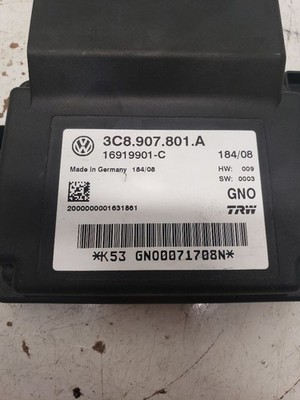 3C8.907.801.A
16919901-C 184/08
Made in Germany 184/08 HW: 009
SW: 0003
GNO
2000000001631861
TRW
*K53 GNO0071708N*